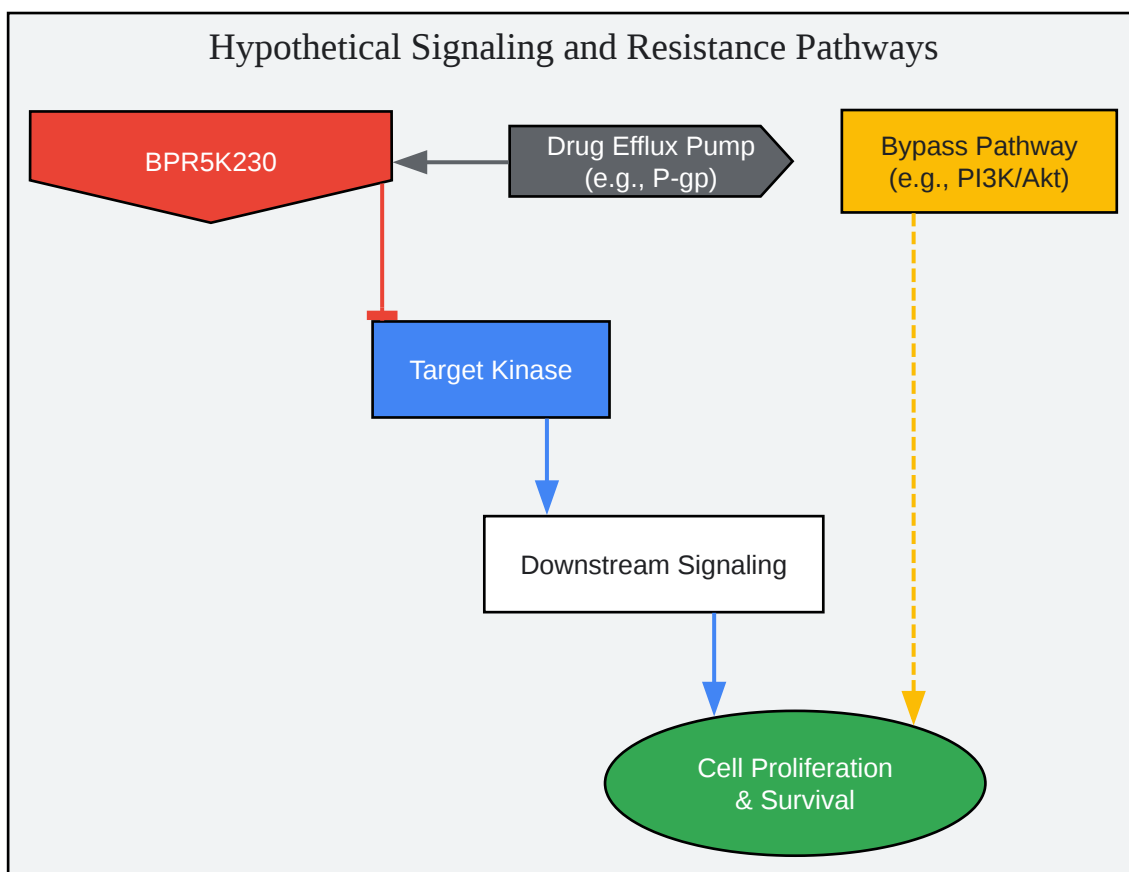 Hypothetical Signaling and Resistance Pathways
BPR5K230
Drug Efflux Pump
(e.g., P-gp)
Bypass Pathway
(e.g., PI3K/Akt)
Target Kinase
Downstream Signaling
Cell Proliferation
& Survival